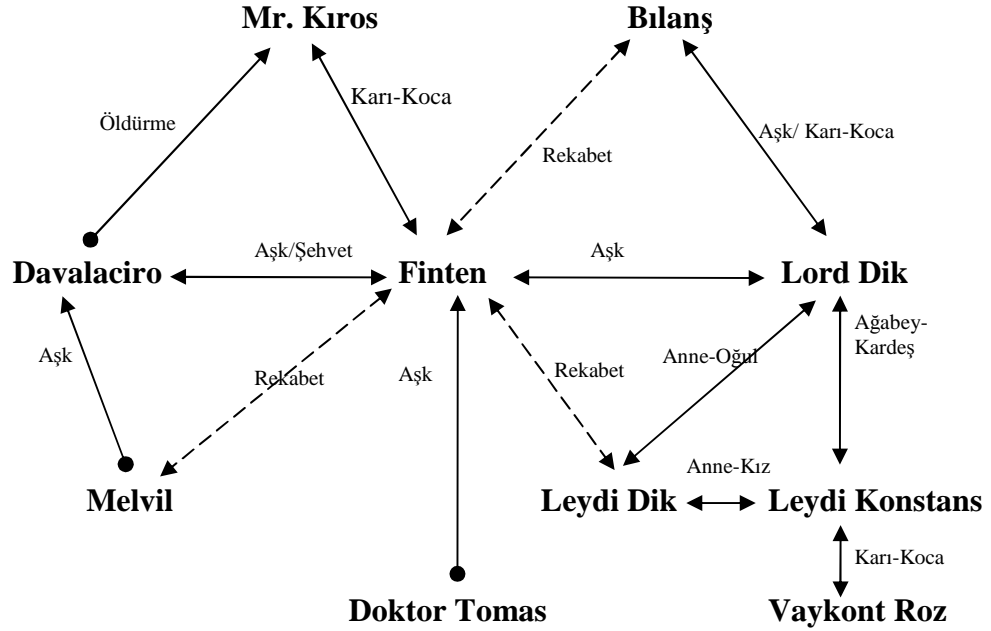 Mr. Kıros
Bılanş
Karı-Koca
Öldürme
Aşk/ Karı-Koca
Rekabet
Aşk/Şehvet
Aşk
Davalaciro
Finten
Lord Dik
Ağabey-
Kardeş
Aşk
Anne-Oğul
Rekabet
Aşk
Rekabet
Anne-Kız
Melvil
Leydi Dik
Leydi Konstans
Karı-Koca
Doktor Tomas
Vaykont Roz